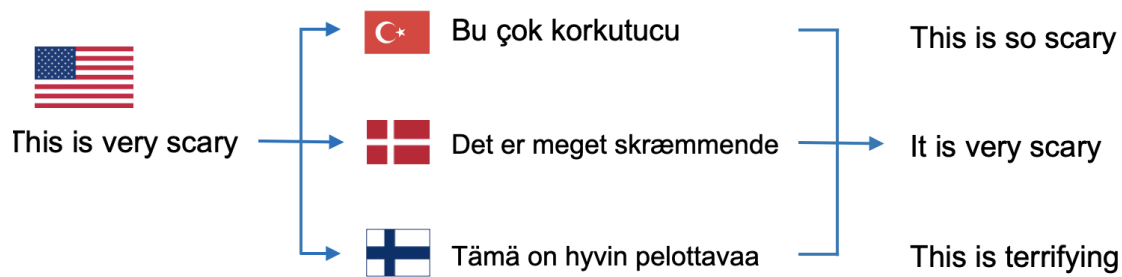 Bu çok korkutucu
This is so scary
This is very scary
Det er meget skræmmende
It is very scary
Tämä on hyvin pelottavaa
This is terrifying